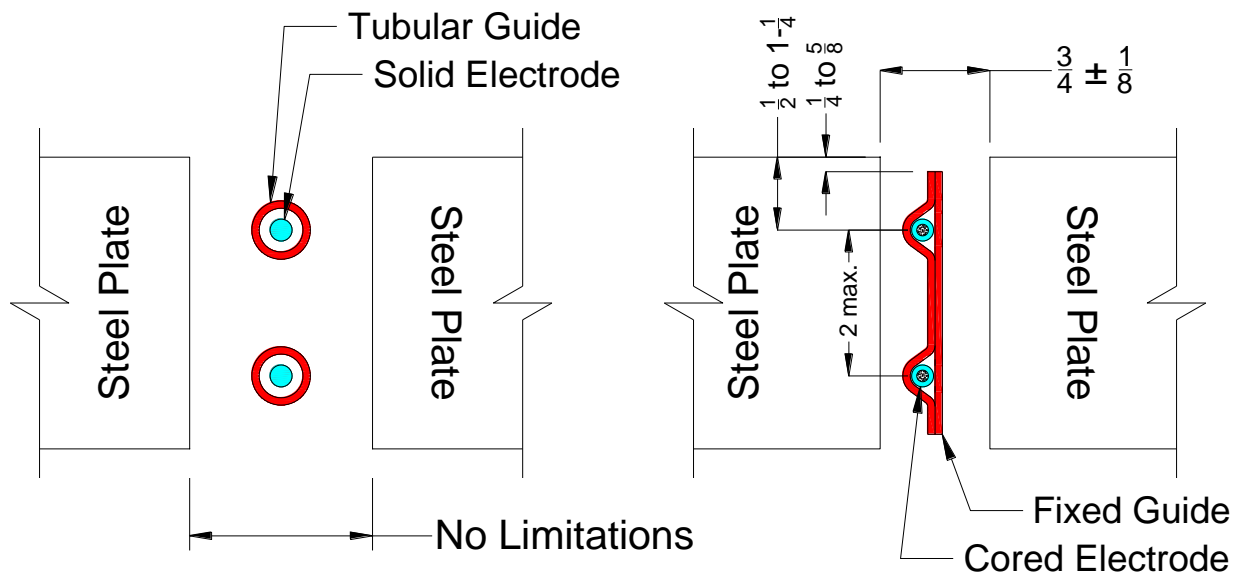 Tubular Guide
Solid Electrode
Steel Plate
Steel Plate
No Limitations
1/2 to 1-1/4
1/4 to 5/8
3/4 ± 1/8
Steel Plate
2 max.
Steel Plate
Fixed Guide
Cored Electrode